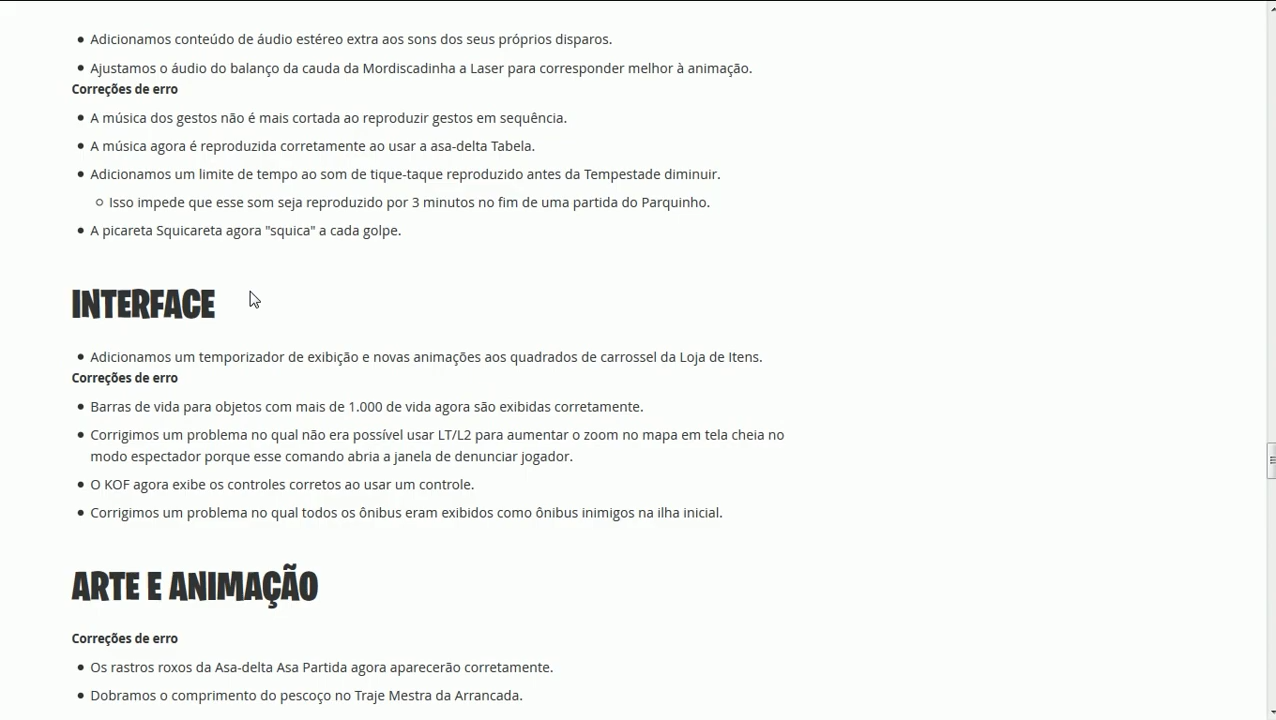 Adicionamos conteúdo de áudio estéreo extra aos sons dos seus próprios disparos.
Ajustamos o áudio do balanço da cauda da Mordiscadinha a Laser para corresponder melhor à animação.
Correções de erro
A música dos gestos não é mais cortada ao reproduzir gestos em sequência.
A música agora é reproduzida corretamente ao usar a asa-delta Tabela.
Adicionamos um limite de tempo ao som de tique-taque reproduzido antes da Tempestade diminuir.
Isso impede que esse som seja reproduzido por 3 minutos no fim de uma partida do Parquinho.
A picareta Squicareta agora "squica" a cada golpe.
INTERFACE
Adicionamos um temporizador de exibição e novas animações aos quadrados de carrossel da Loja de Itens.
Correções de erro
Barras de vida para objetos com mais de 1.000 de vida agora são exibidas corretamente.
Corrigimos um problema no qual não era possível usar LT/L2 para aumentar o zoom no mapa em tela cheia no
modo espectador porque esse comando abria a janela de denunciar jogador.
O KOF agora exibe os controles corretos ao usar um controle.
Corrigimos um problema no qual todos os ônibus eram exibidos como ônibus inimigos na ilha inicial.
ARTE E ANIMAÇÃO
Correções de erro
Os rastros roxos da Asa-delta Asa Partida agora aparecerão corretamente.
Dobramos o comprimento do pescoço no Traje Mestra da Arrancada.